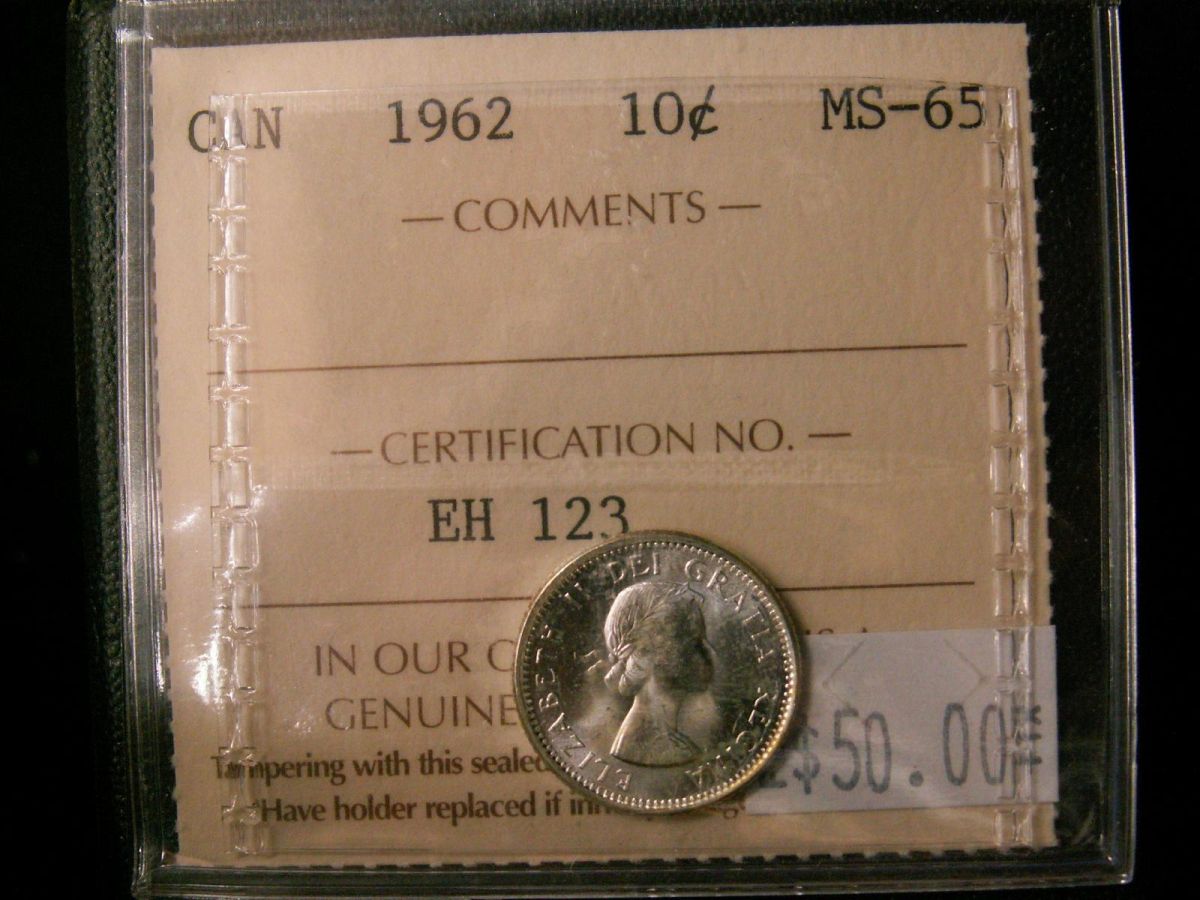 CAN 1962 10¢ MS-65
— COMMENTS —
— CERTIFICATION NO. —
EH 123
IN OUR
GENUINE
Tampering with this sealed
Have holder replaced if
ELIZABETH II DEI GRATIA REGINA
$50.00